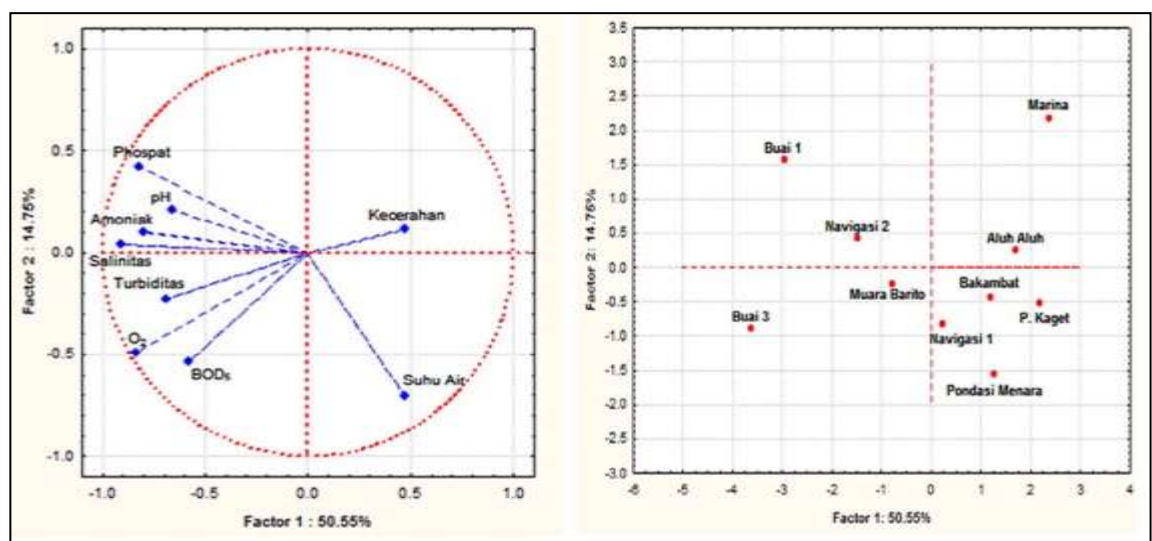 1.0
0.5
0.0
-0.5
-1.0
Factor 2 : 14.75%
Phospat
pH
Amoniak
Salinitas
Turbiditas
O2
BOD5
Kecerahan
Suhu Air
-1.0 -0.5 0.0 0.5 1.0
Factor 1 : 50.55%
3.5
3.0
2.5
2.0
1.5
1.0
0.5
0.0
-0.5
-1.0
-1.5
-2.0
-2.5
-3.0
Factor 2: 14.75%
Marina
Buai 1
Navigasi 2
Aluh Aluh
Muara Barito
Bakambat
P. Kaget
Buai 3
Navigasi 1
Pondasi Menara
-6 -5 -4 -3 -2 -1 0 1 2 3 4
Factor 1: 50.55%